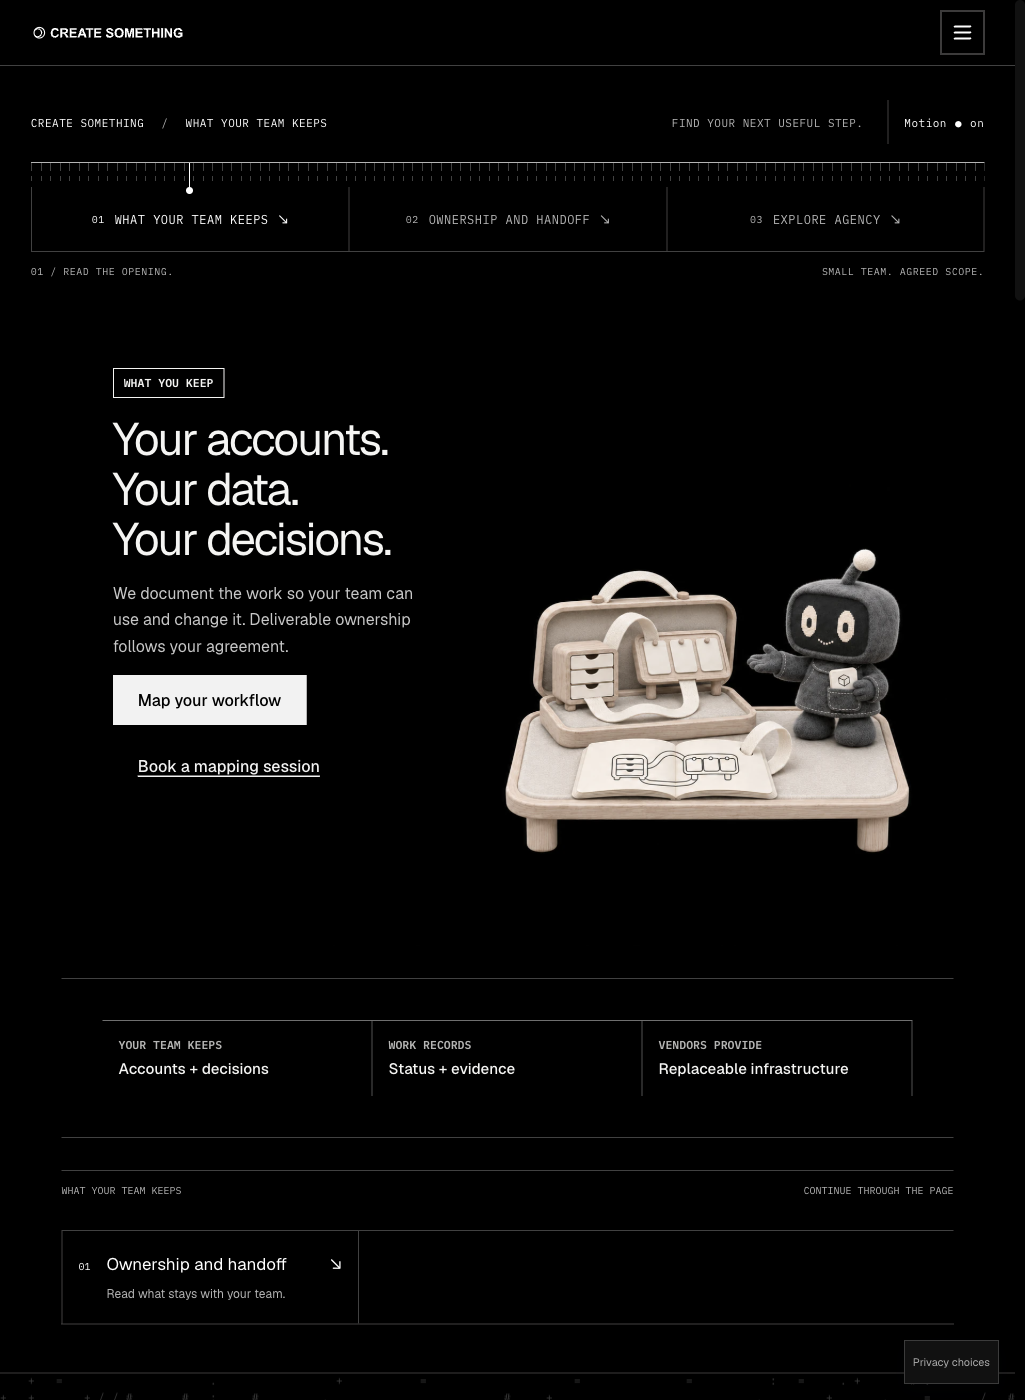 CREATE SOMETHING
CREATE SOMETHING / WHAT YOUR TEAM KEEPS
FIND YOUR NEXT USEFUL STEP.
Motion ● on
01 WHAT YOUR TEAM KEEPS ↘
02 OWNERSHIP AND HANDOFF ↘
03 EXPLORE AGENCY ↘
01 / READ THE OPENING.
SMALL TEAM. AGREED SCOPE.
WHAT YOU KEEP
Your accounts.
Your data.
Your decisions.
We document the work so your team can
use and change it. Deliverable ownership
follows your agreement.
Map your workflow
Book a mapping session
YOUR TEAM KEEPS
Accounts + decisions
WORK RECORDS
Status + evidence
VENDORS PROVIDE
Replaceable infrastructure
WHAT YOUR TEAM KEEPS
CONTINUE THROUGH THE PAGE
01 Ownership and handoff ↘
Read what stays with your team.
Privacy choices